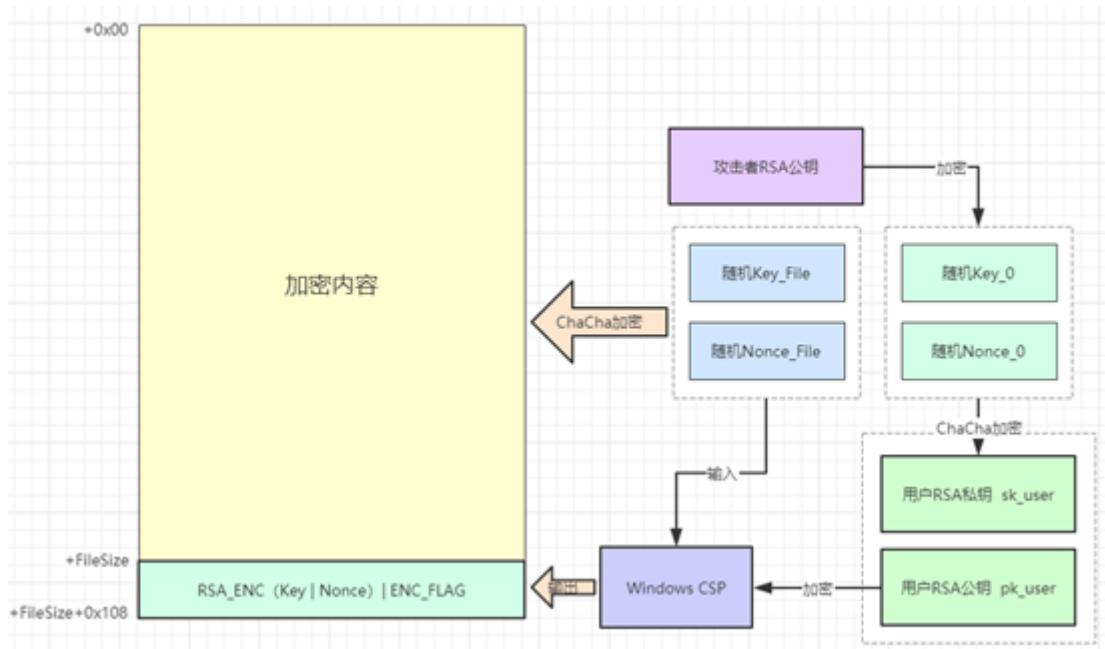 +0x00
攻击者RSA公钥
加密
随机Key_File
随机Key_0
加密内容
ChaCha加密
随机Nonce_File
随机Nonce_0
ChaCha加密
输入
用户RSA私钥 sk_user
+FileSize
RSA_ENC（Key | Nonce）| ENC_FLAG
输出
Windows CSP
加密
用户RSA公钥 pk_user
+FileSize+0x108